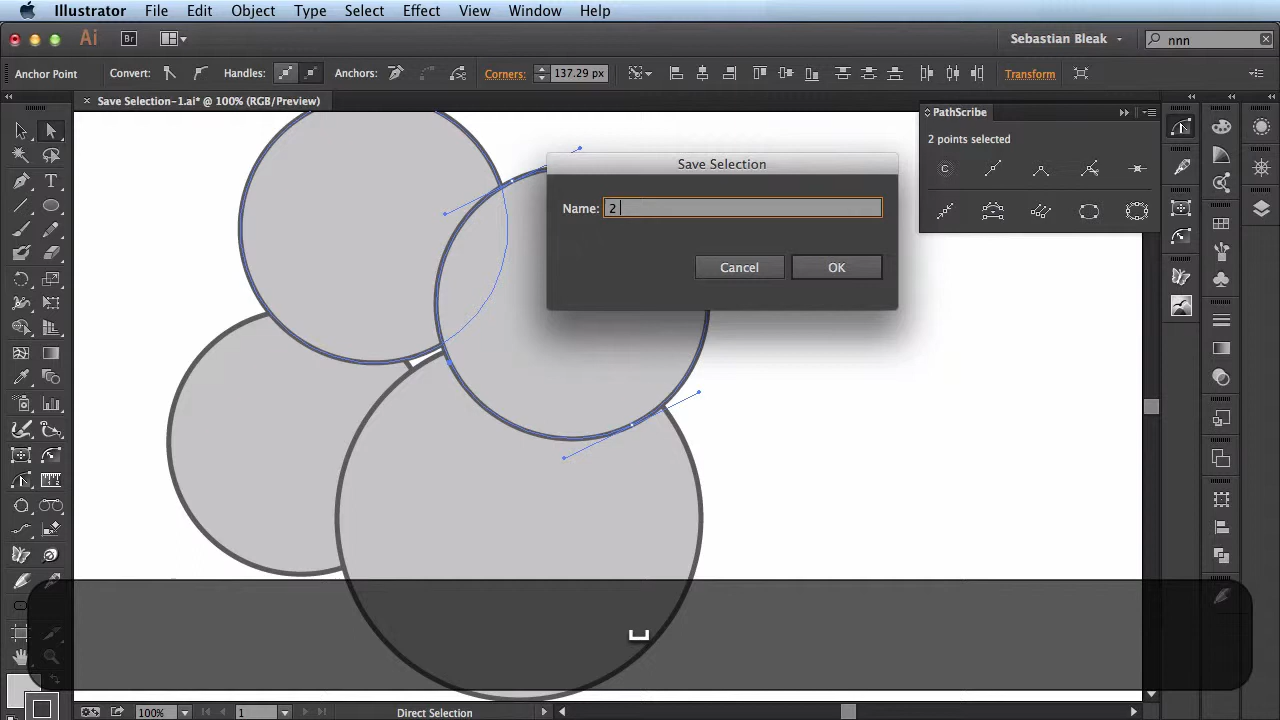 Illustrator File Edit Object Type Select Effect View Window Help
Ai Br Sebastian Bleak nnn
Anchor Point Convert: Handles: Anchors: Corners: 137.29 px Transform
Save Selection-1.ai* @ 100% (RGB/Preview)
PathScribe
2 points selected
Save Selection
Name: 2
Cancel OK
100% 1 Direct Selection